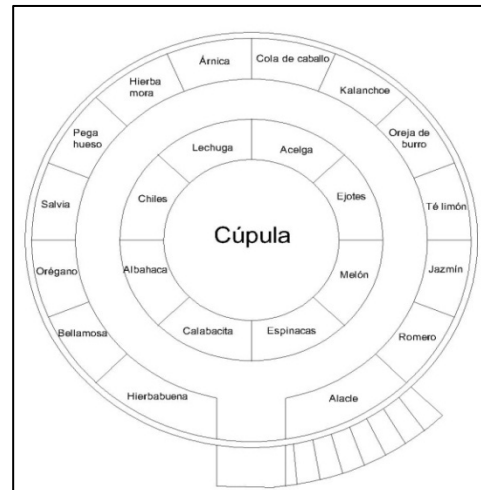 Árnica
Cola de caballo
Hierba
mora
Kalanchoe
Pega
hueso
Oreja de
burro
Lechuga
Acelga
Salvia
Chiles
Ejotes
Té limón
Cúpula
Orégano
Albahaca
Melón
Jazmín
Bellamosa
Calabacita
Espinacas
Romero
Hierbabuena
Alacle